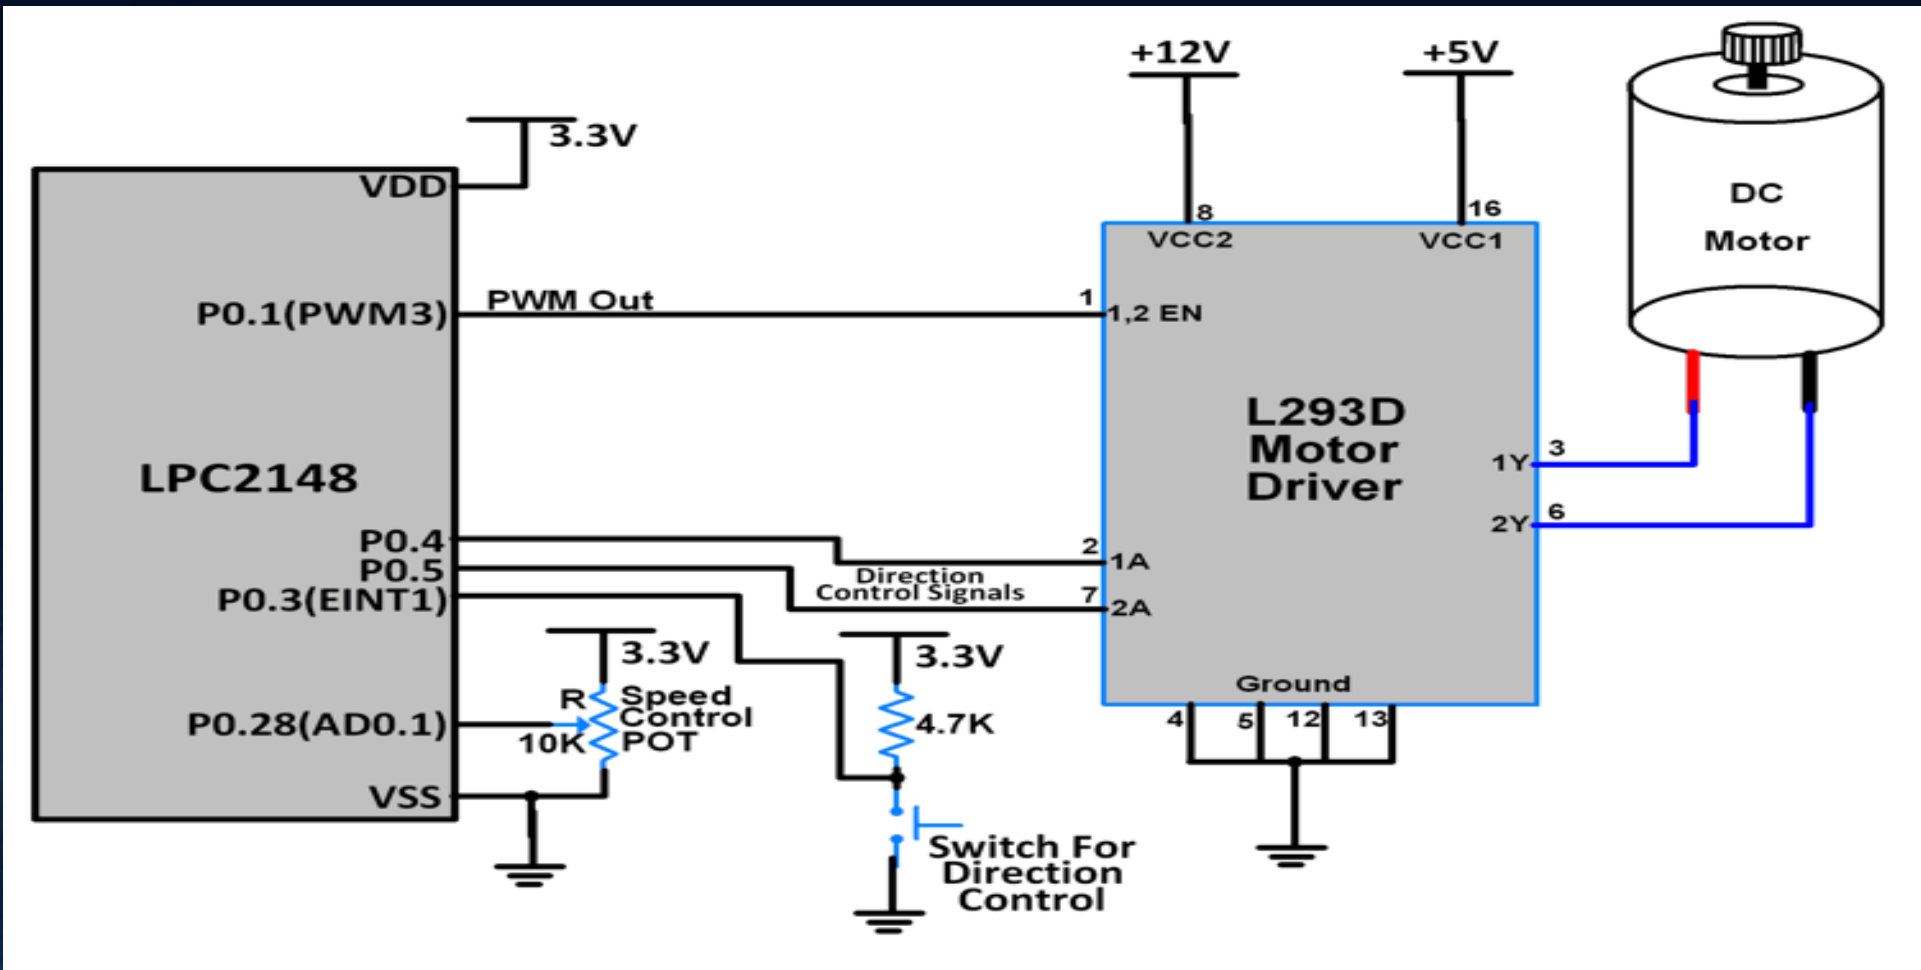 +12V
+5V
3.3V
VDD
8
16
VCC2
VCC1
DC
Motor
P0.1(PWM3)
PWM Out
1
1,2 EN
LPC2148
L293D
Motor
Driver
1Y
3
2Y
6
P0.4
P0.5
P0.3(EINT1)
2
1A
Direction
Control Signals
7
2A
3.3V
3.3V
R
Speed
Control
POT
10K
P0.28(AD0.1)
4.7K
VSS
Ground
4
5
12
13
Switch For
Direction
Control